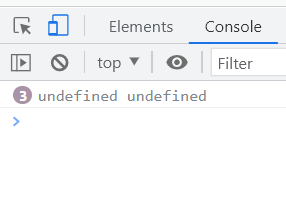 Elements Console
top Filter
3 undefined undefined